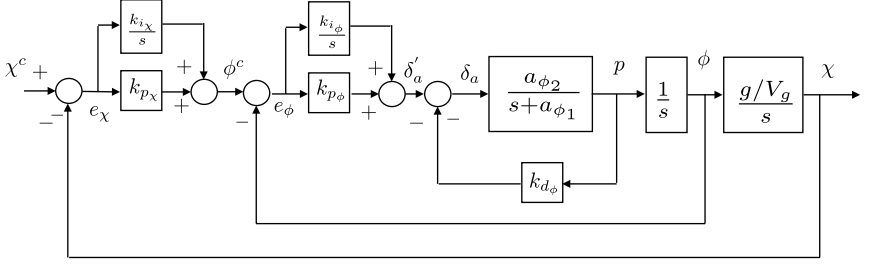 k_{i_χ}/s
k_{i_ϕ}/s
χ^c + + ϕ^c + δ_a^′ δ_a p ϕ χ
k_{p_χ} k_{p_ϕ} a_{ϕ_2}/(s+a_{ϕ_1}) 1/s (g/V_g)/s
− − e_χ + − e_ϕ + − −
k_{d_ϕ}